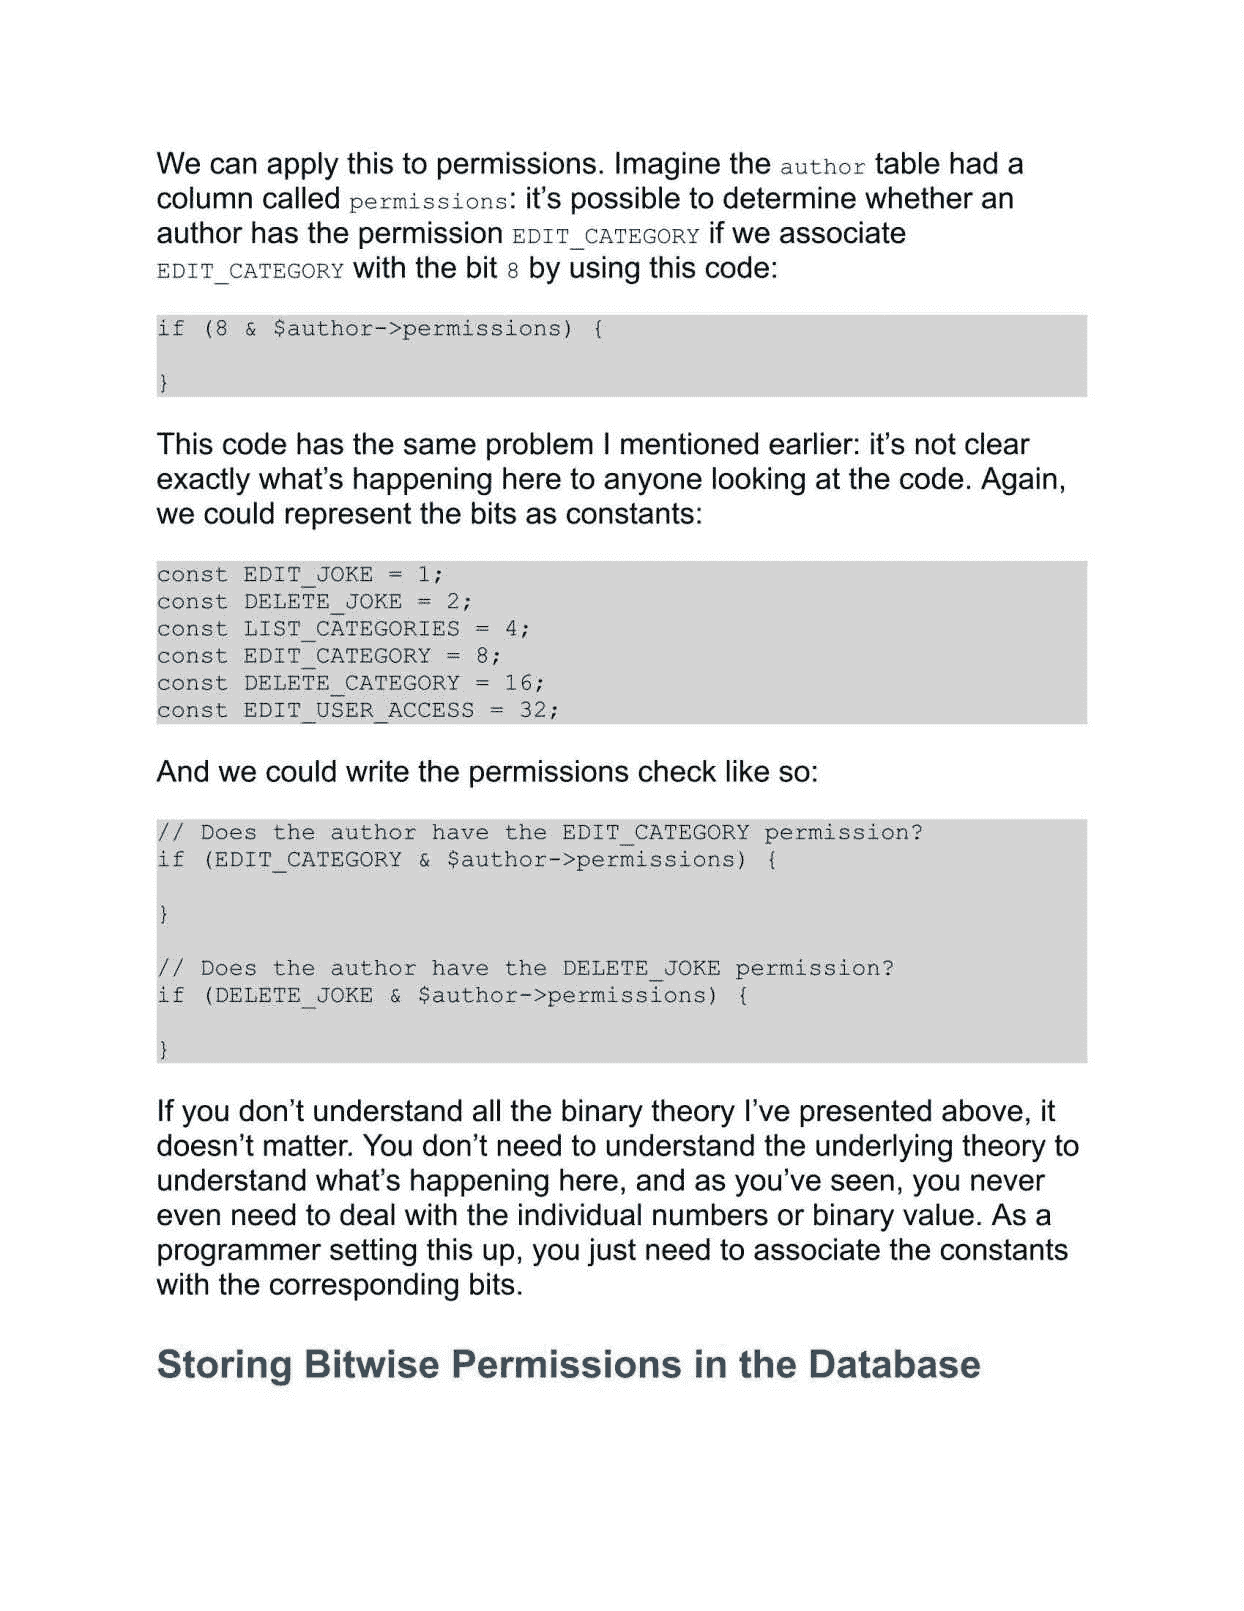 We can apply this to permissions. Imagine the author table had a
column called permissions: it’s possible to determine whether an
author has the permission EDIT_CATEGORY if we associate
EDIT_CATEGORY with the bit 8 by using this code:
if (8 & $author->permissions) {
}
This code has the same problem I mentioned earlier: it’s not clear
exactly what’s happening here to anyone looking at the code. Again,
we could represent the bits as constants:
const EDIT_JOKE = 1;
const DELETE_JOKE = 2;
const LIST_CATEGORIES = 4;
const EDIT_CATEGORY = 8;
const DELETE_CATEGORY = 16;
const EDIT_USER_ACCESS = 32;
And we could write the permissions check like so:
// Does the author have the EDIT_CATEGORY permission?
if (EDIT_CATEGORY & $author->permissions) {
}
// Does the author have the DELETE_JOKE permission?
if (DELETE_JOKE & $author->permissions) {
}
If you don’t understand all the binary theory I’ve presented above, it
doesn’t matter. You don’t need to understand the underlying theory to
understand what’s happening here, and as you’ve seen, you never
even need to deal with the individual numbers or binary value. As a
programmer setting this up, you just need to associate the constants
with the corresponding bits.
Storing Bitwise Permissions in the Database